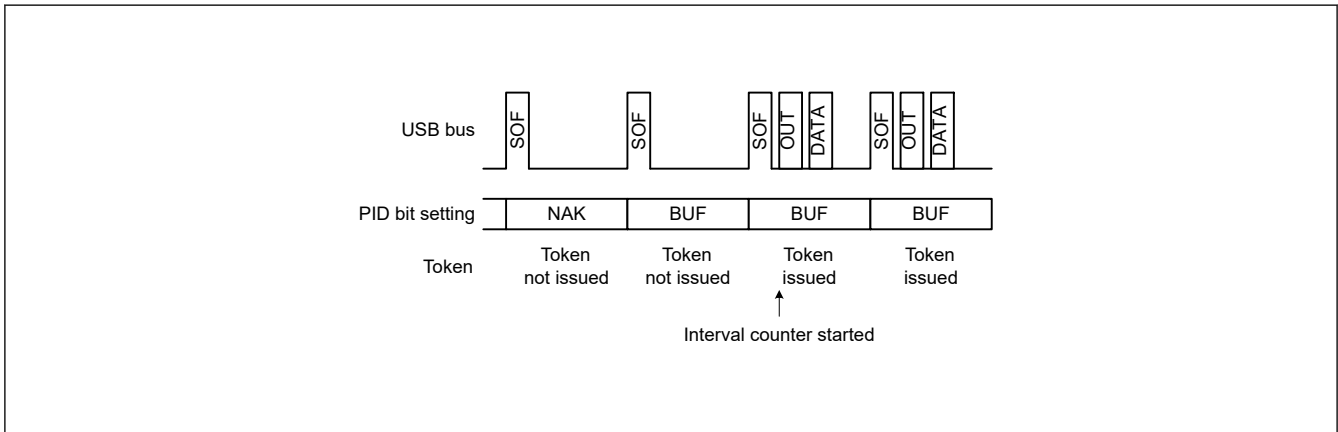 USB bus
SOF
SOF
SOF
OUT
DATA
SOF
OUT
DATA
PID bit setting
NAK
BUF
BUF
BUF
Token
Token
not issued
Token
not issued
Token
issued
Token
issued
Interval counter started